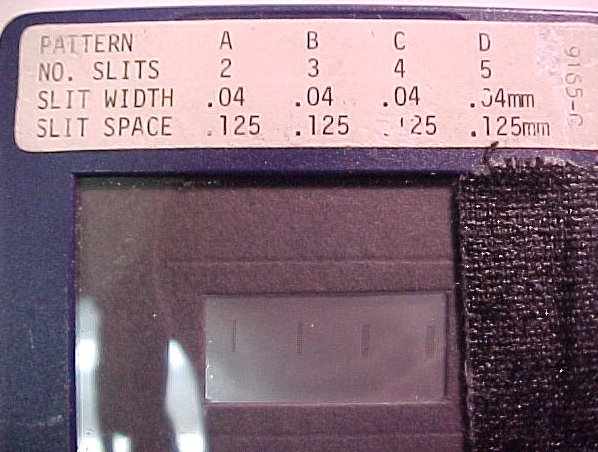 PATTERN A B C D
NO. SLITS 2 3 4 5
SLIT WIDTH .04 .04 .04 .04mm
SLIT SPACE .125 .125 .125 .125mm
9165-C